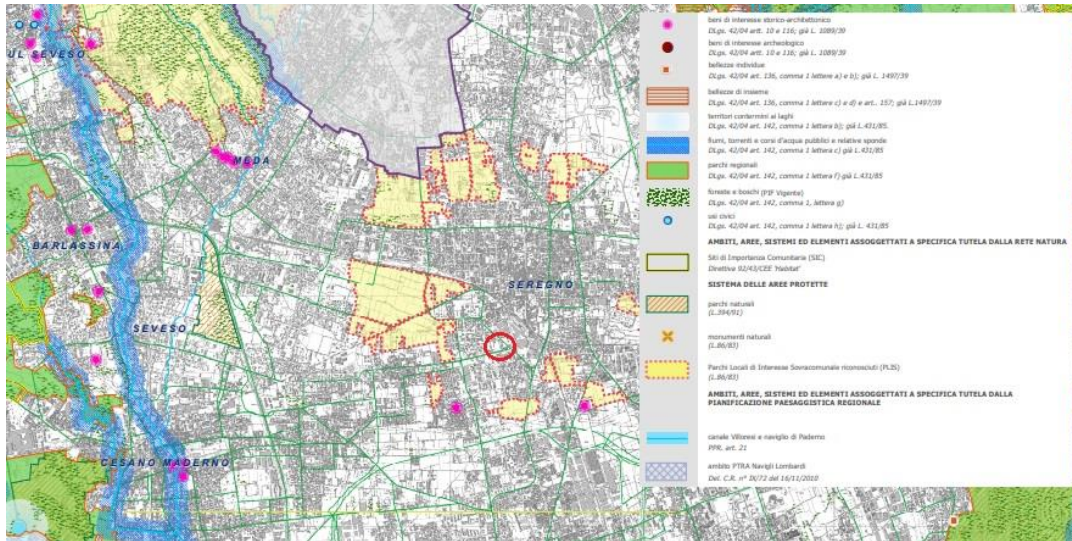 UL SEVESO
MEDA
BARLASSINA
SEREGNO
SEVESO
CESANO MADERNO
beni di interesse storico-architettonico
DLgs. 42/04 artt. 10 e 116; già L. 1089/39
beni di interesse archeologico
DLgs. 42/04 artt. 10 e 116; già L. 1089/39
bellezze individue
DLgs. 42/04 art. 136, comma 1 lettere a) e b); già L. 1497/39
bellezze di insieme
DLgs. 42/04 art. 136, comma 1 lettere c) e d) e art.. 157; già L.1497/39
territori contermini ai laghi
DLgs. 42/04 art. 142, comma 1 lettera b); già L.431/85.
fiumi, torrenti e corsi d'acqua pubblici e relative sponde
DLgs. 42/04 art. 142, comma 1 lettera c) già L.431/85
parchi regionali
DLgs. 42/04 art. 142, comma 1 lettera f) già L.431/85
foreste e boschi (PIF Vigente)
DLgs. 42/04 art. 142, comma 1, lettera g)
usi civici
DLgs. 42/04 art. 142, comma 1 lettera h); già L. 431/85
AMBITI, AREE, SISTEMI ED ELEMENTI ASSOGGETTATI A SPECIFICA TUTELA DALLA RETE NATURA
Siti di Importanza Comunitaria (SIC)
Direttiva 92/43/CEE 'Habitat'
SISTEMA DELLE AREE PROTETTE
parchi naturali
(L.394/91)
monumenti naturali
(L.86/83)
Parchi Locali di Interesse Sovracomunale riconosciuti (PLIS)
(L.86/83)
AMBITI, AREE, SISTEMI ED ELEMENTI ASSOGGETTATI A SPECIFICA TUTELA DALLA
PIANIFICAZIONE PAESAGGISTICA REGIONALE
canale Villoresi e naviglio di Paderno
PPR, art. 21
ambito PTRA Navigli Lombardi
Del. C.R. n° IX/72 del 16/11/2010